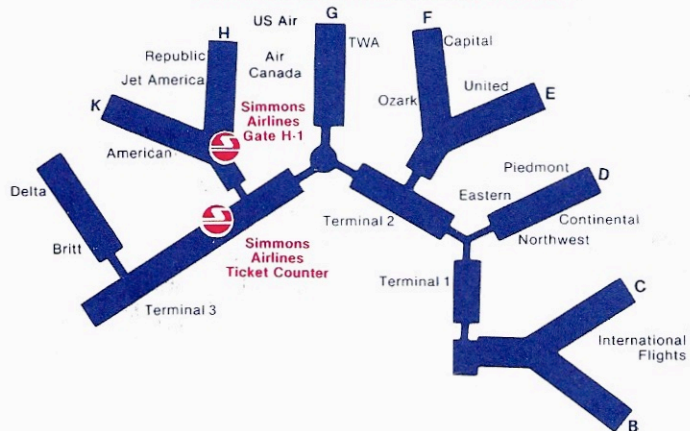 US Air
G
F
H
TWA
Capital
Republic
Air
Canada
Jet America
United
Ozark
E
K
Simmons
Airlines
Gate H-1
American
Piedmont
D
Delta
Eastern
Continental
Terminal 2
Northwest
Britt
Simmons
Airlines
Ticket Counter
Terminal 1
C
Terminal 3
International
Flights
B